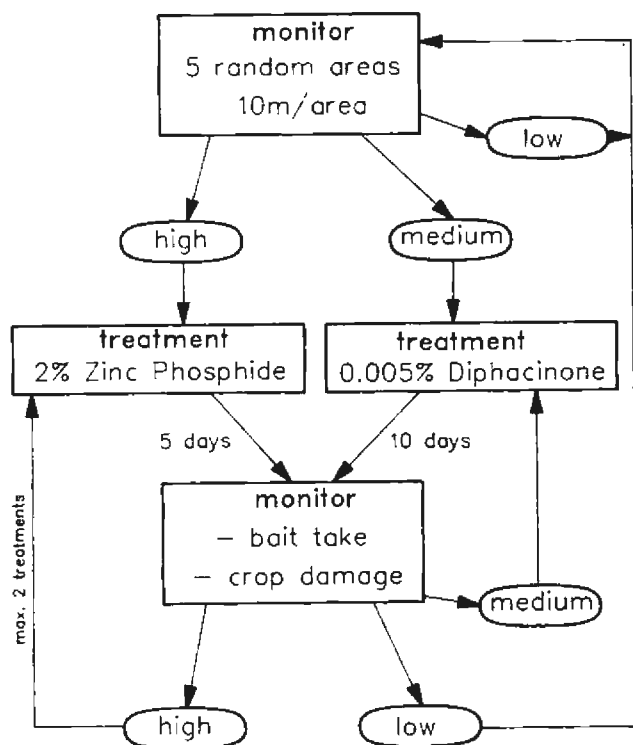 monitor
5 random areas
10m/area
low
high
medium
treatment
2% Zinc Phosphide
treatment
0.005% Diphacinone
5 days
10 days
max. 2 treatments
monitor
– bait take
– crop damage
medium
high
low